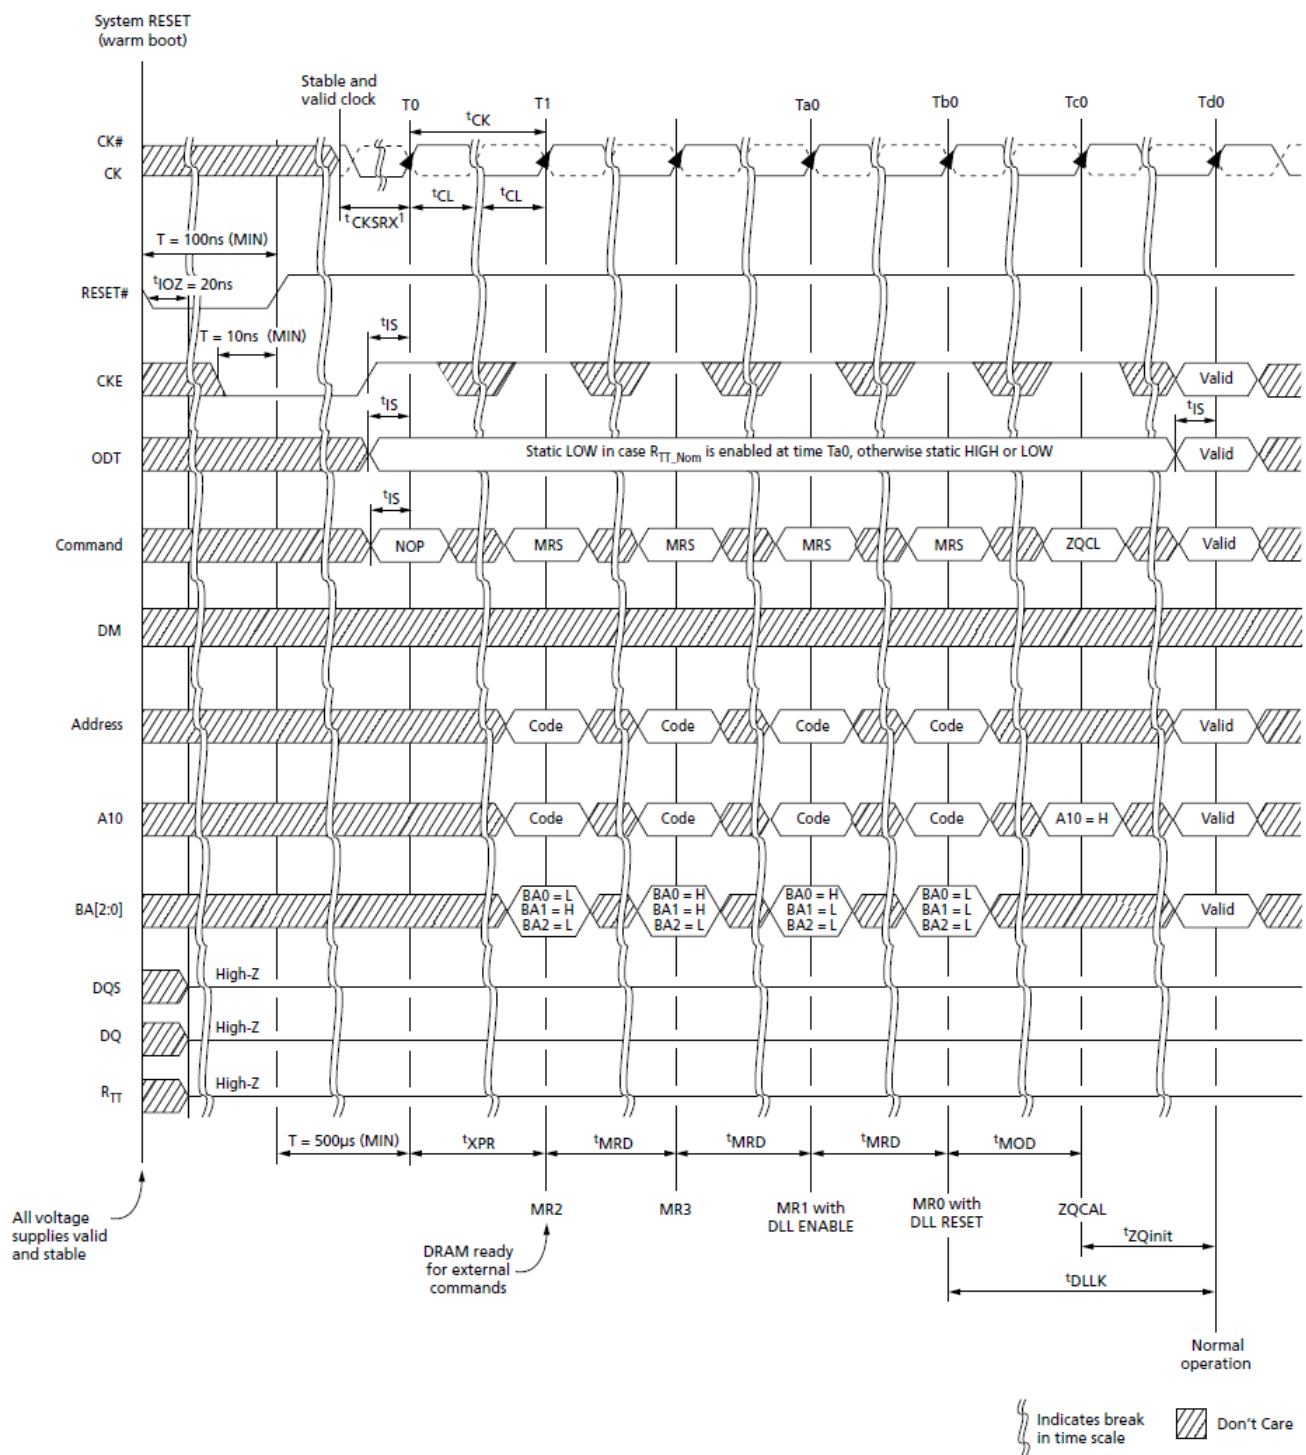 System RESET
(warm boot)
Stable and
valid clock
T0
T1
Ta0
Tb0
Tc0
Td0
tCK
CK#
CK
tCL
tCL
tCKSRX1
T = 100ns (MIN)
tIOZ = 20ns
RESET#
T = 10ns (MIN)
tIS
CKE
Valid
tIS
tIS
ODT
Static LOW in case RTT_Nom is enabled at time Ta0, otherwise static HIGH or LOW
Valid
tIS
Command
NOP
MRS
MRS
MRS
MRS
ZQCL
Valid
DM
Address
Code
Code
Code
Code
Valid
A10
Code
Code
Code
Code
A10 = H
Valid
BA[2:0]
BA0 = L
BA1 = H
BA2 = L
BA0 = H
BA1 = H
BA2 = L
BA0 = H
BA1 = L
BA2 = L
BA0 = L
BA1 = L
BA2 = L
Valid
DQS
High-Z
DQ
High-Z
RTT
High-Z
T = 500μs (MIN)
tXPR
tMRD
tMRD
tMRD
tMOD
All voltage
supplies valid
and stable
MR2
MR3
MR1 with
DLL ENABLE
MR0 with
DLL RESET
ZQCAL
DRAM ready
for external
commands
tZQinit
tDLLK
Normal
operation
Indicates break
in time scale
Don't Care